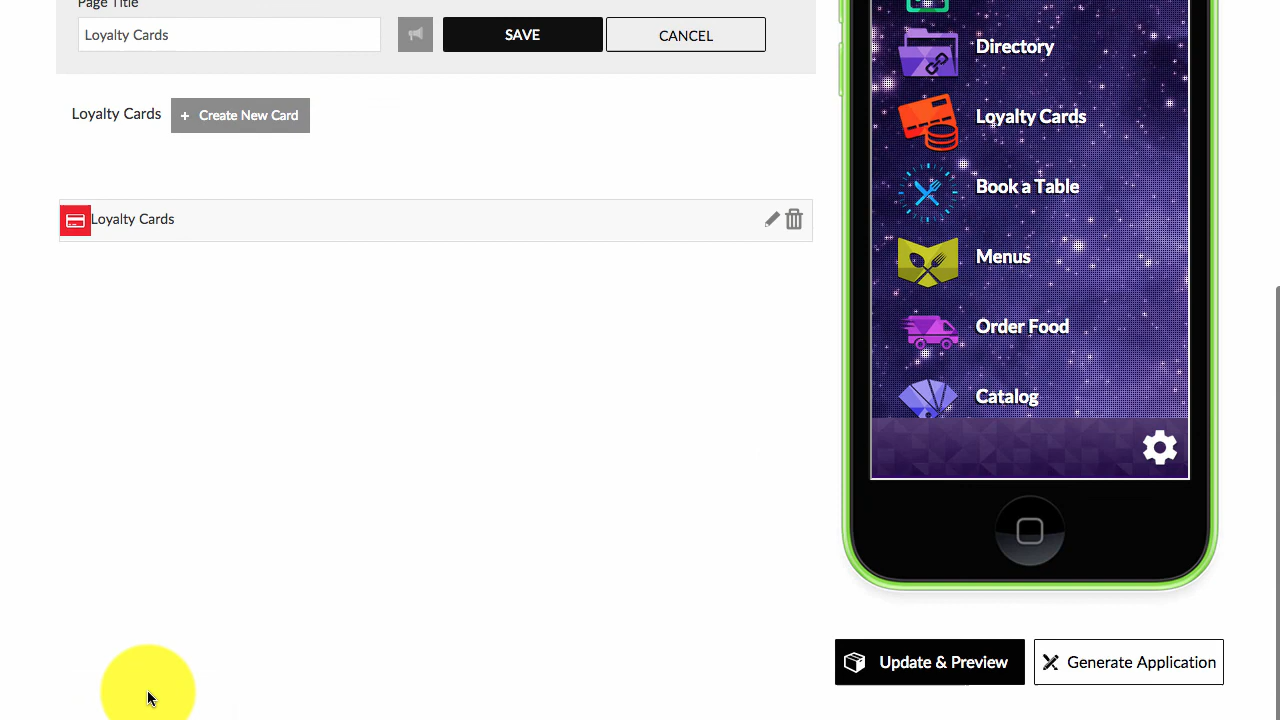 Page Title
Loyalty Cards
SAVE
CANCEL
Loyalty Cards
+ Create New Card
Loyalty Cards
Directory
Loyalty Cards
Book a Table
Menus
Order Food
Catalog
Update & Preview
Generate Application